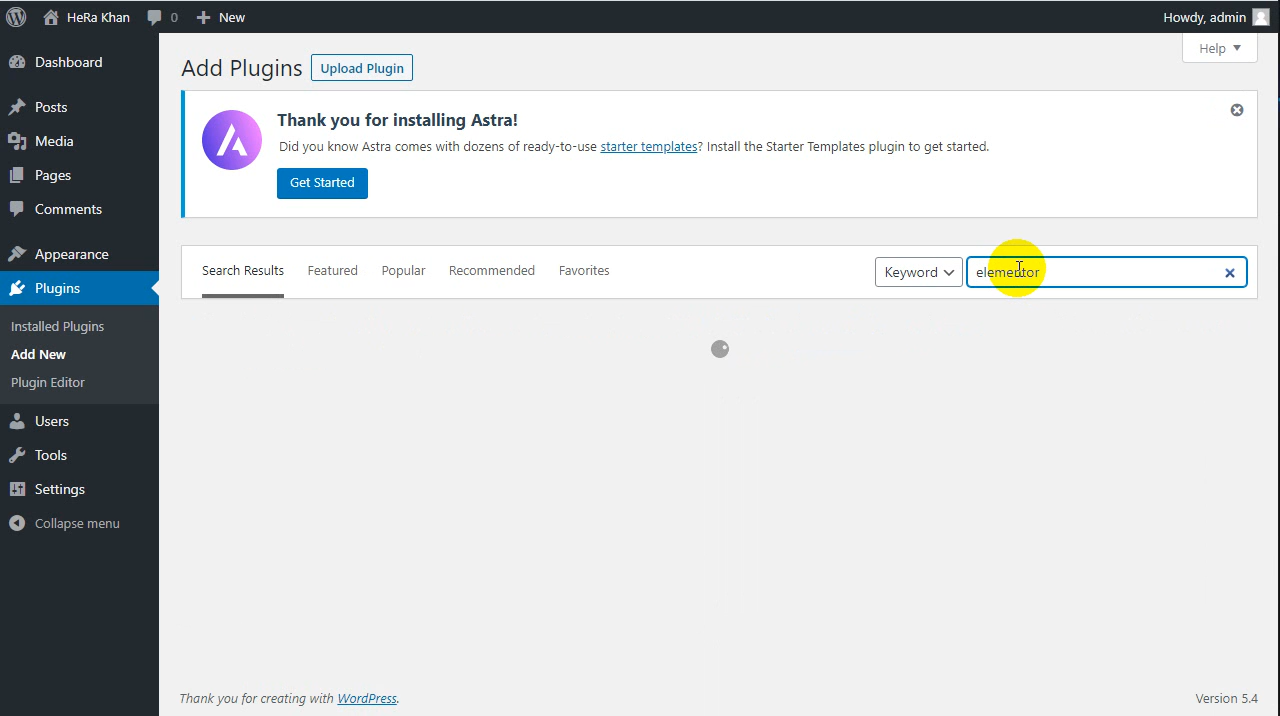 HeRa Khan 0 New Howdy, admin
Help
Dashboard
Posts
Media
Pages
Comments
Appearance
Plugins
Installed Plugins
Add New
Plugin Editor
Users
Tools
Settings
Collapse menu
Add Plugins Upload Plugin
Thank you for installing Astra!
Did you know Astra comes with dozens of ready-to-use starter templates? Install the Starter Templates plugin to get started.
Get Started
Search Results Featured Popular Recommended Favorites Keyword elementor
Thank you for creating with WordPress. Version 5.4